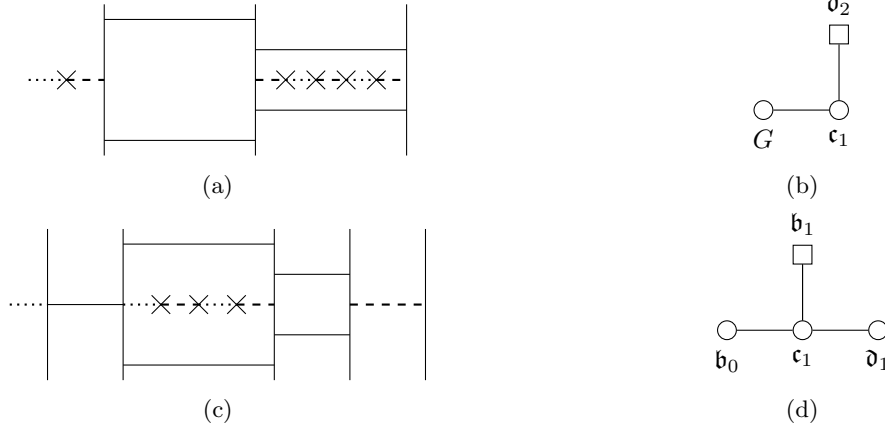 𝔡₂
G 𝔠₁
(a) (b)
𝔟₁
𝔟₀ 𝔠₁ 𝔡₁
(c) (d)